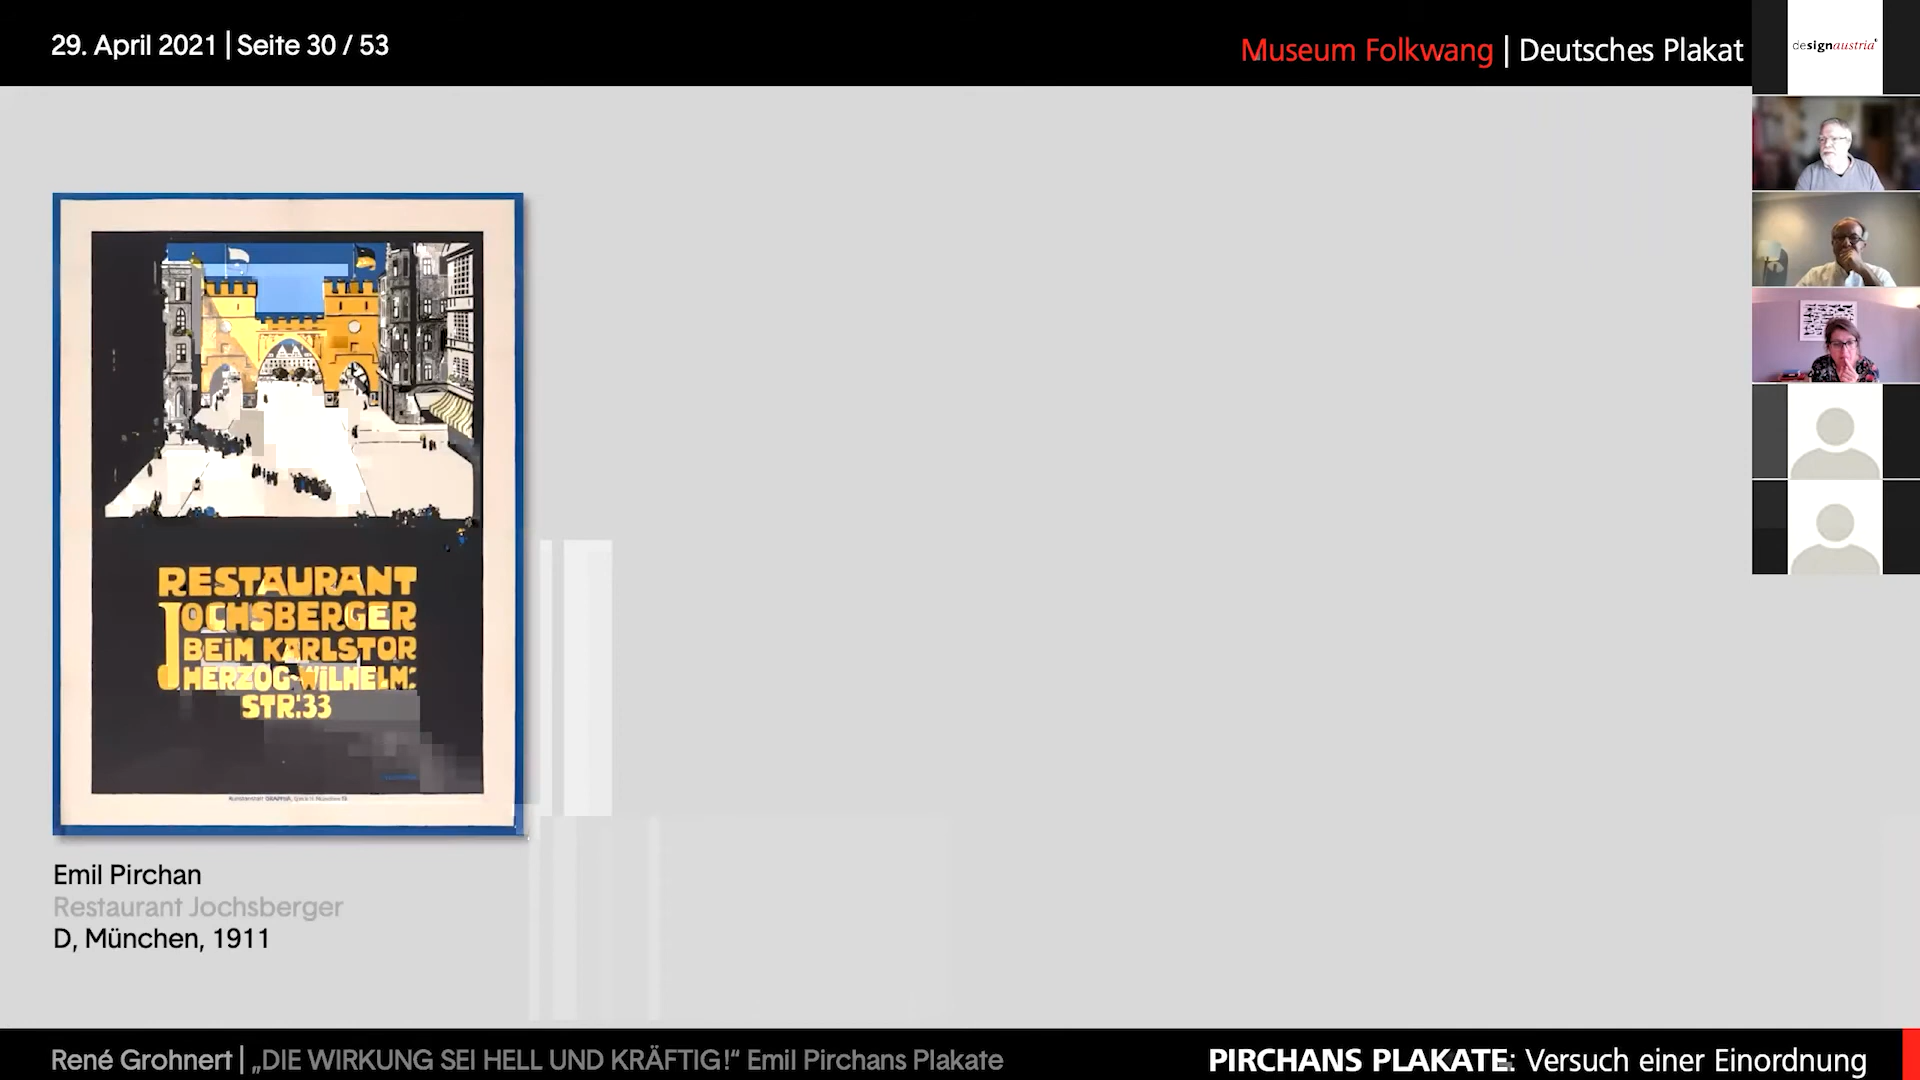 29. April 2021 | Seite 30 / 53
Museum Folkwang | Deutsches Plakat
designaustria
RESTAURANT
JOCHSBERGER
BEIM KARLSTOR
HERZOG-WILHELM:
STR:33
Emil Pirchan
Restaurant Jochsberger
D, München, 1911
René Grohnert | „DIE WIRKUNG SEI HELL UND KRÄFTIG!“ Emil Pirchans Plakate
PIRCHANS PLAKATE: Versuch einer Einordnung